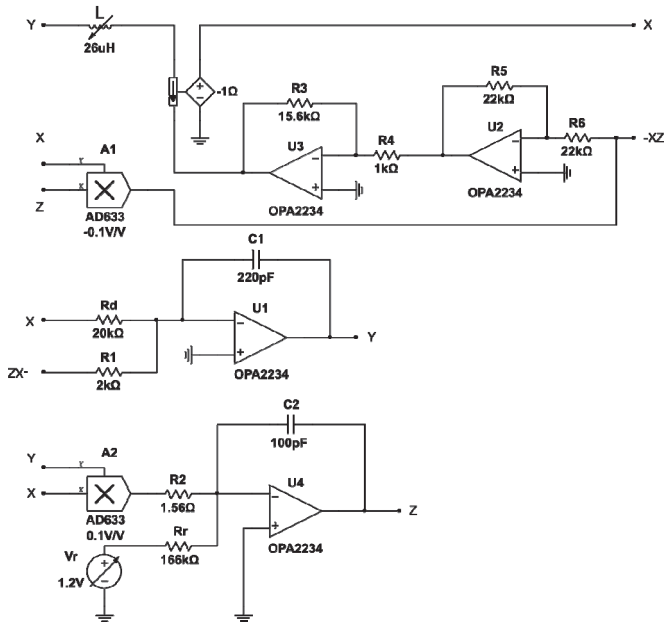 Y
L
26uH
X
-1Ω
R3
15.6kΩ
R5
22kΩ
U2
R6
22kΩ
-XZ
R4
1kΩ
U3
+
−
OPA2234
OPA2234
X
A1
Y
X
Z
AD633
-0.1V/V
C1
220pF
X
Rd
20kΩ
U1
Y
ZX-
R1
2kΩ
OPA2234
C2
100pF
Y
A2
Y
X
X
R2
1.56Ω
U4
Z
AD633
0.1V/V
Rr
166kΩ
OPA2234
Vr
1.2V